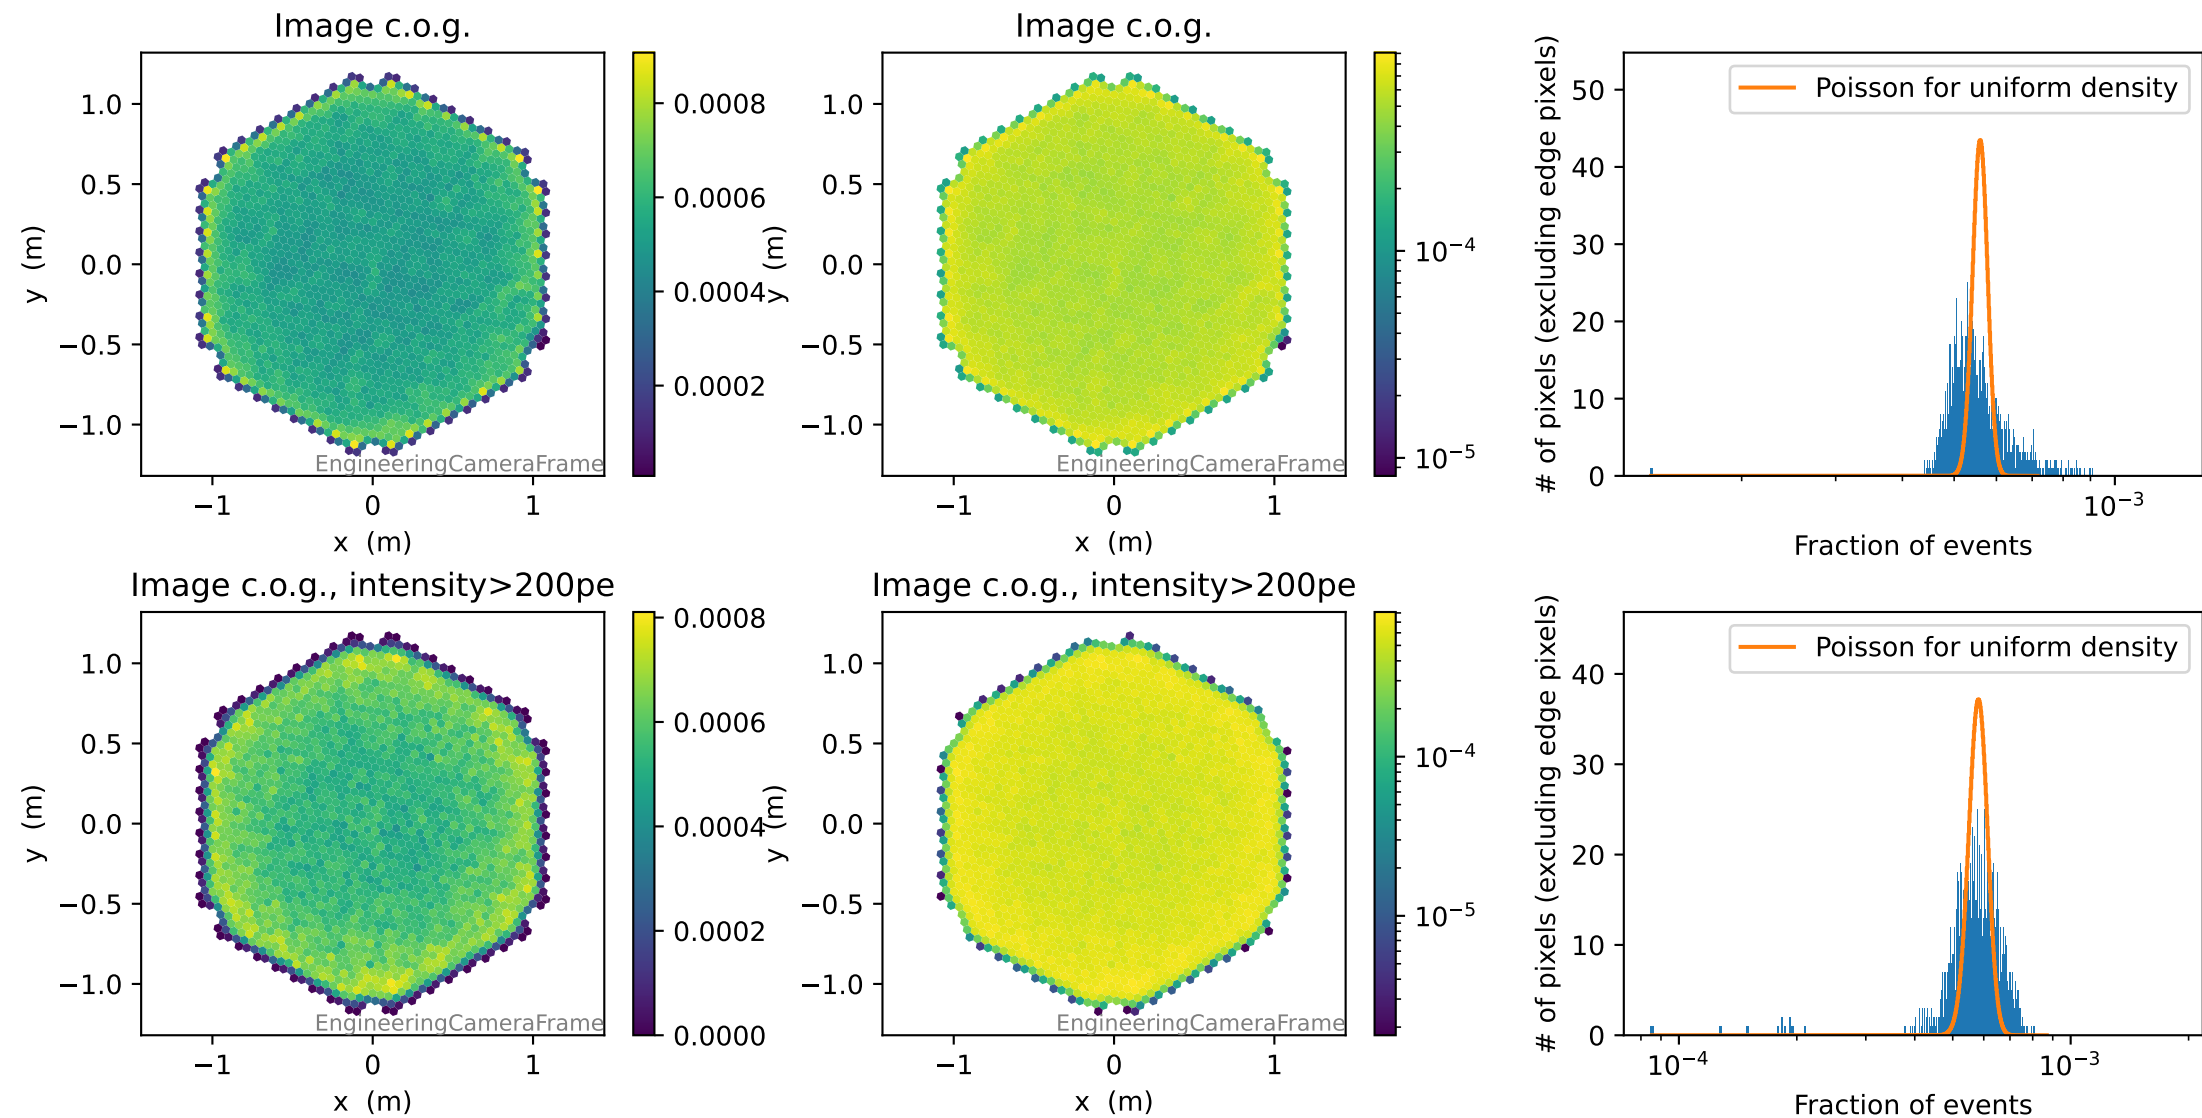 Image c.o.g.
1.0
0.5
0.0
−0.5
−1.0
y (m)
−1
0
1
x (m)
EngineeringCameraFrame
0.0008
0.0006
0.0004
0.0002
Image c.o.g.
1.0
0.5
0.0
−0.5
−1.0
y (m)
−1
0
1
x (m)
EngineeringCameraFrame
10⁻⁴
10⁻⁵
# of pixels (excluding edge pixels)
50
40
30
20
10
0
Poisson for uniform density
10⁻³
Fraction of events
Image c.o.g., intensity>200pe
1.0
0.5
0.0
−0.5
−1.0
y (m)
−1
0
1
x (m)
EngineeringCameraFrame
0.0008
0.0006
0.0004
0.0002
0.0000
Image c.o.g., intensity>200pe
1.0
0.5
0.0
−0.5
−1.0
y (m)
−1
0
1
x (m)
EngineeringCameraFrame
10⁻⁴
10⁻⁵
# of pixels (excluding edge pixels)
40
30
20
10
0
Poisson for uniform density
10⁻⁴
10⁻³
Fraction of events